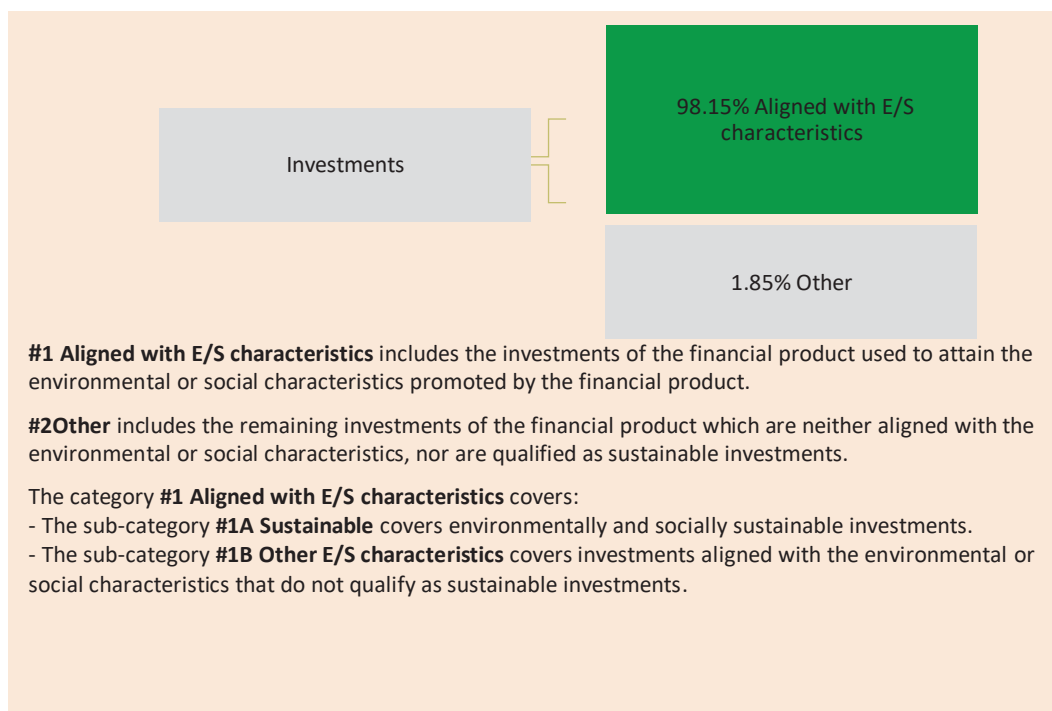 98.15% Aligned with E/S
characteristics
Investments
1.85% Other
#1 Aligned with E/S characteristics includes the investments of the financial product used to attain the
environmental or social characteristics promoted by the financial product.
#2Other includes the remaining investments of the financial product which are neither aligned with the
environmental or social characteristics, nor are qualified as sustainable investments.
The category #1 Aligned with E/S characteristics covers:
- The sub-category #1A Sustainable covers environmentally and socially sustainable investments.
- The sub-category #1B Other E/S characteristics covers investments aligned with the environmental or
social characteristics that do not qualify as sustainable investments.